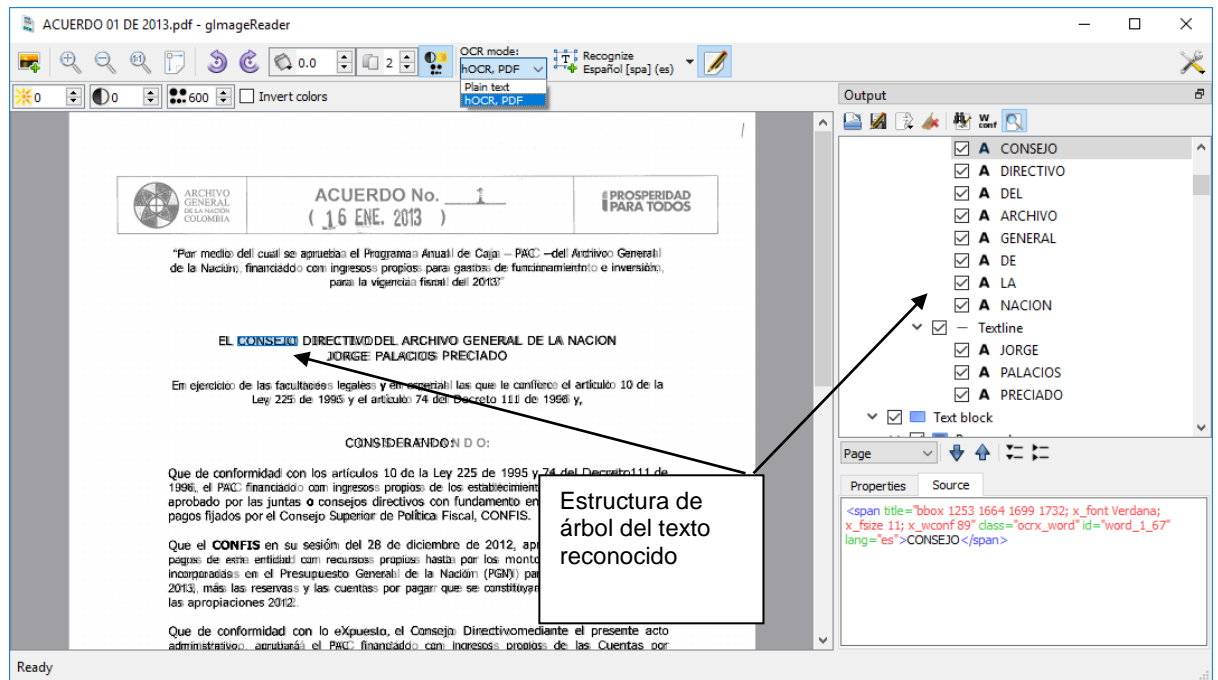 ACUERDO 01 DE 2013.pdf - gImageReader
0.0
2
OCR mode:
hOCR, PDF
Plain text
hOCR, PDF
Recognize
Español [spa] (es)
0
0
600
Invert colors
ARCHIVO
GENERAL
DE LA NACIÓN
COLOMBIA
ACUERDO No. 1
( 16 ENE. 2013 )
PROSPERIDAD
PARA TODOS
"Por medio del cual se aprueba el Programa Anual de Caja – PAC –del Archivo General
de la Nación, financiado con ingresos propios para gastos de funcionamiento e inversión,
para la vigencia fiscal del 2013"
EL CONSEJO DIRECTIVO DEL ARCHIVO GENERAL DE LA NACION
JORGE PALACIOS PRECIADO
En ejercicio de las facultades legales y en especial las que le confiere el artículo 10 de la
Ley 225 de 1995 y el artículo 74 del Decreto 111 de 1996 y,
CONSIDERANDO:
Que de conformidad con los artículos 10 de la Ley 225 de 1995 y 74 del Decreto111 de
1996, el PAC financiado con ingresos propios de los
aprobado por las juntas o consejos directivos con fundamento en
pagos fijados por el Consejo Superior de Política Fiscal, CONFIS.
Que el CONFIS en su sesión del 28 de diciembre de 2012,
pagos de esta entidad con recursos propios hasta por los
incorporados en el Presupuesto General de la Nación (PGN)
2013, más las reservas y las cuentas por pagar que se
las apropiaciones 2012.
Que de conformidad con lo eXpuesto, el Consejo Directivomediante el presente acto
administrativo, aprobará el PAC financiado con ingresos propios de las Cuentas por
Estructura de
árbol del texto
reconocido
Output
W
conf
A CONSEJO
A DIRECTIVO
A DEL
A ARCHIVO
A GENERAL
A DE
A LA
A NACION
Textline
A JORGE
A PALACIOS
A PRECIADO
Text block
Page
Properties
Source
<span title="bbox 1253 1664 1699 1732; x_font Verdana;
x_fsize 11; x_wconf 89" class="ocrx_word" id="word_1_67"
lang="es">CONSEJO</span>
Ready